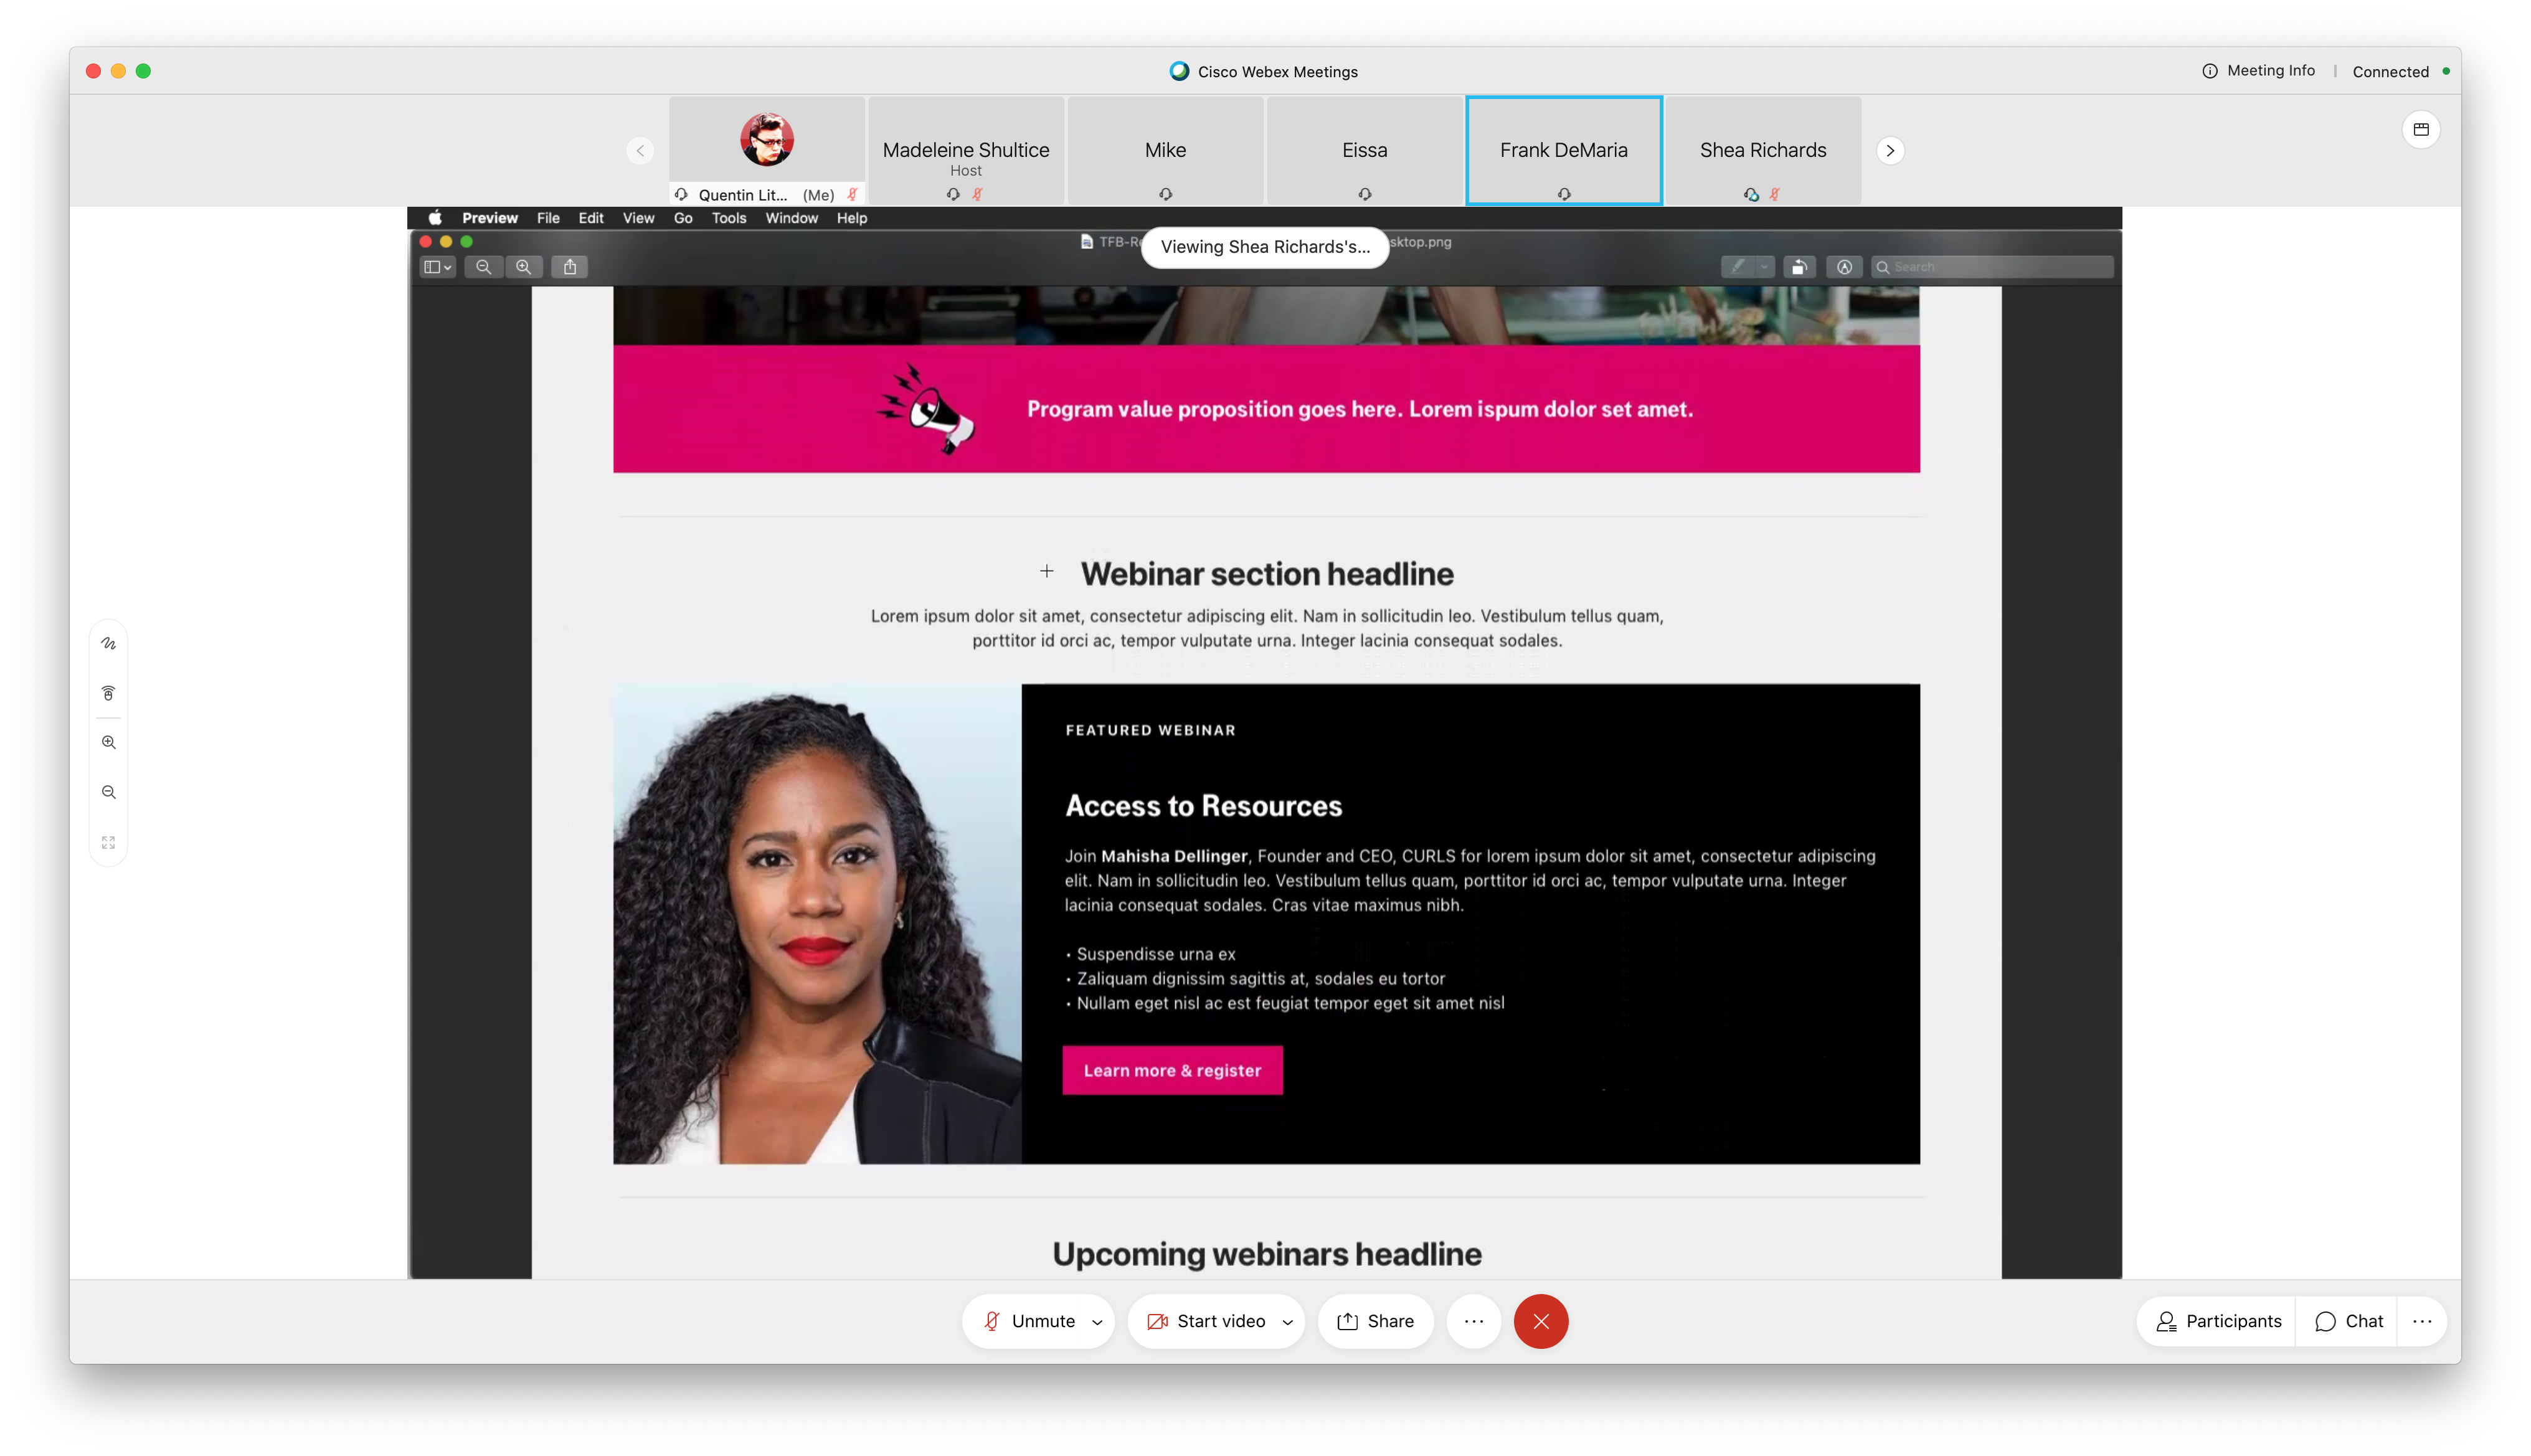 Cisco Webex Meetings
Meeting Info
Connected
Quentin Lit... (Me)
Madeleine Shultice
Host
Mike
Eissa
Frank DeMaria
Shea Richards
Preview File Edit View Go Tools Window Help
TFB-R
Viewing Shea Richards's...
sktop.png
Search
Program value proposition goes here. Lorem ispum dolor set amet.
Webinar section headline
Lorem ipsum dolor sit amet, consectetur adipiscing elit. Nam in sollicitudin leo. Vestibulum tellus quam,
porttitor id orci ac, tempor vulputate urna. Integer lacinia consequat sodales.
FEATURED WEBINAR
Access to Resources
Join Mahisha Dellinger, Founder and CEO, CURLS for lorem ipsum dolor sit amet, consectetur adipiscing
elit. Nam in sollicitudin leo. Vestibulum tellus quam, porttitor id orci ac, tempor vulputate urna. Integer
lacinia consequat sodales. Cras vitae maximus nibh.
• Suspendisse urna ex
• Zaliquam dignissim sagittis at, sodales eu tortor
• Nullam eget nisl ac est feugiat tempor eget sit amet nisl
Learn more & register
Upcoming webinars headline
Unmute
Start video
Share
Participants
Chat